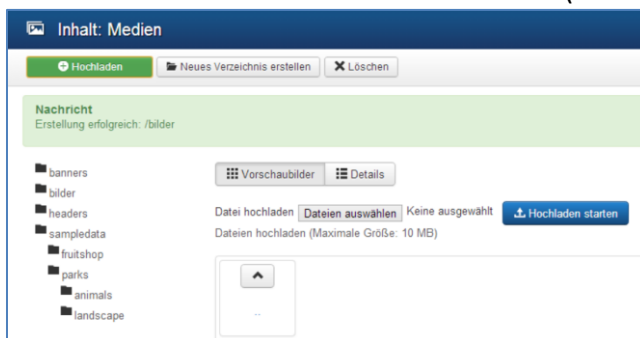 Inhalt: Medien
Hochladen Neues Verzeichnis erstellen Löschen
Nachricht
Erstellung erfolgreich: /bilder
banners
bilder
headers
sampledata
fruitshop
parks
animals
landscape
Vorschaubilder Details
Datei hochladen Dateien auswählen Keine ausgewählt Hochladen starten
Dateien hochladen (Maximale Größe: 10 MB)
..